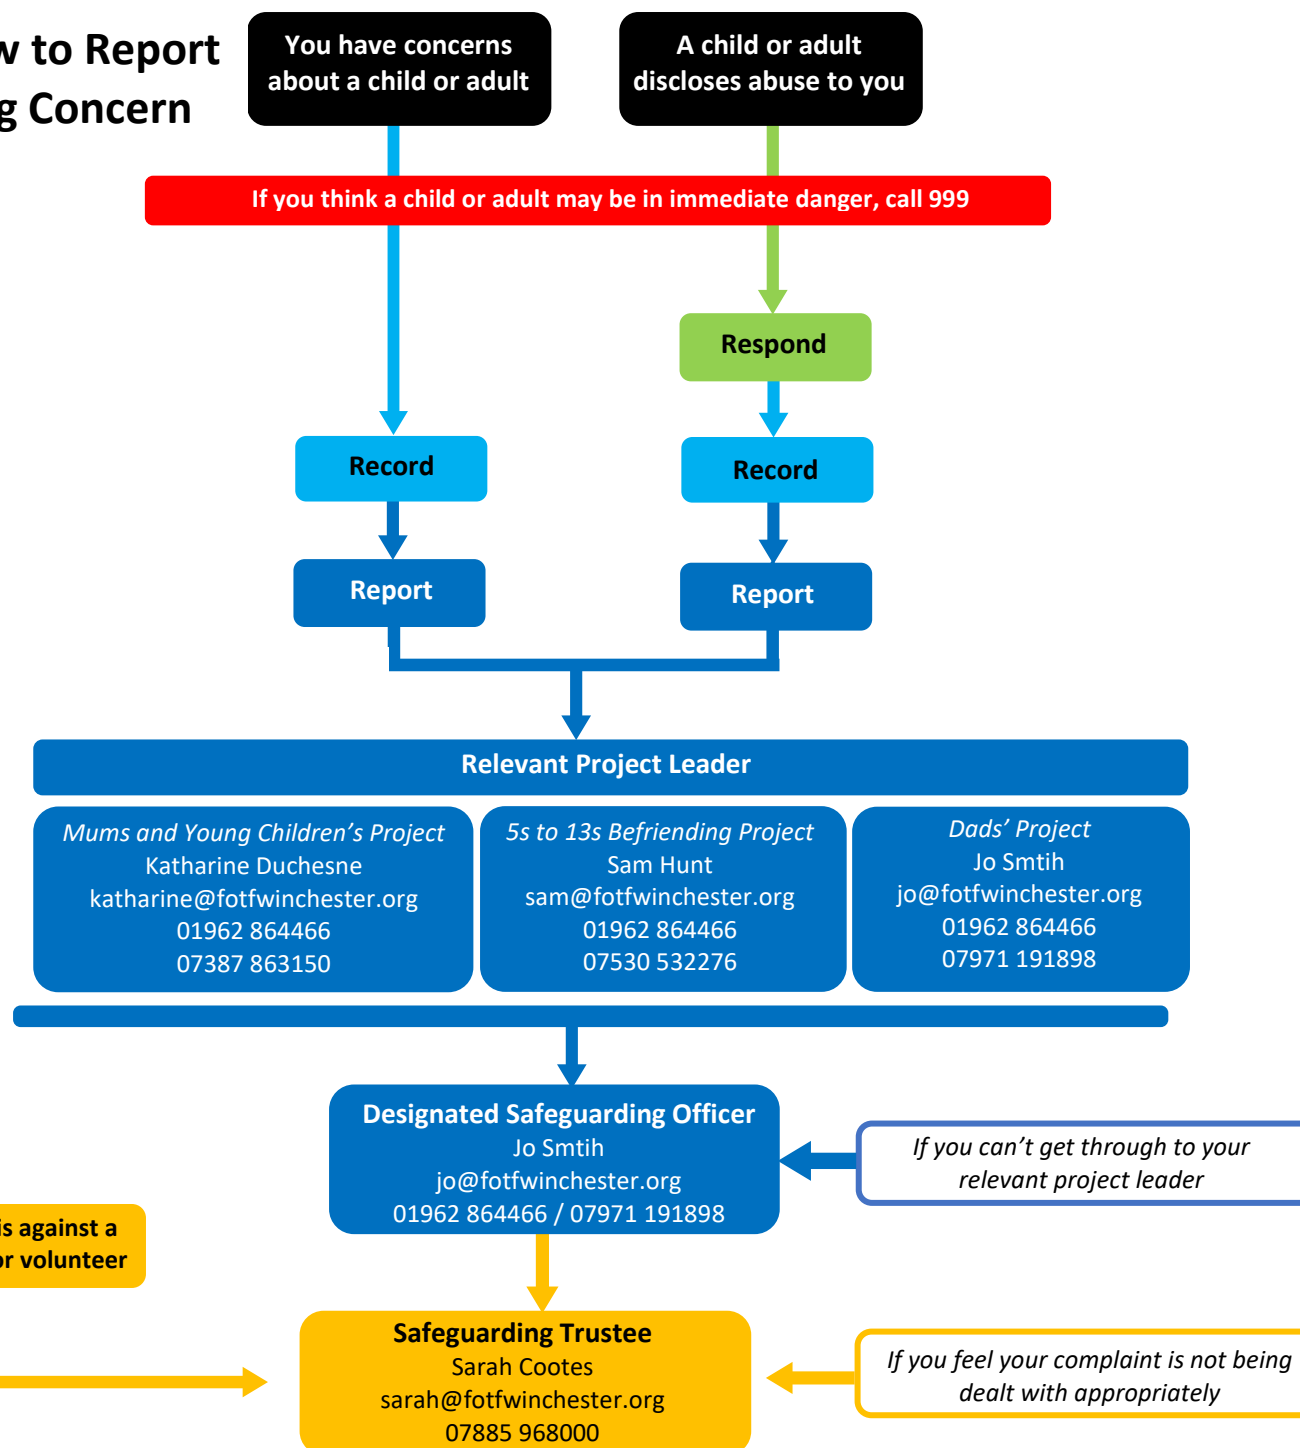 w to Report
g Concern
You have concerns
about a child or adult
A child or adult
discloses abuse to you
If you think a child or adult may be in immediate danger, call 999
Respond
Record
Record
Report
Report
Relevant Project Leader
Mums and Young Children’s Project
Katharine Duchesne
katharine@fotfwinchester.org
01962 864466
07387 863150
5s to 13s Befriending Project
Sam Hunt
sam@fotfwinchester.org
01962 864466
07530 532276
Dads’ Project
Jo Smtih
jo@fotfwinchester.org
01962 864466
07971 191898
Designated Safeguarding Officer
Jo Smtih
jo@fotfwinchester.org
01962 864466 / 07971 191898
If you can’t get through to your
relevant project leader
is against a
or volunteer
Safeguarding Trustee
Sarah Cootes
sarah@fotfwinchester.org
07885 968000
If you feel your complaint is not being
dealt with appropriately